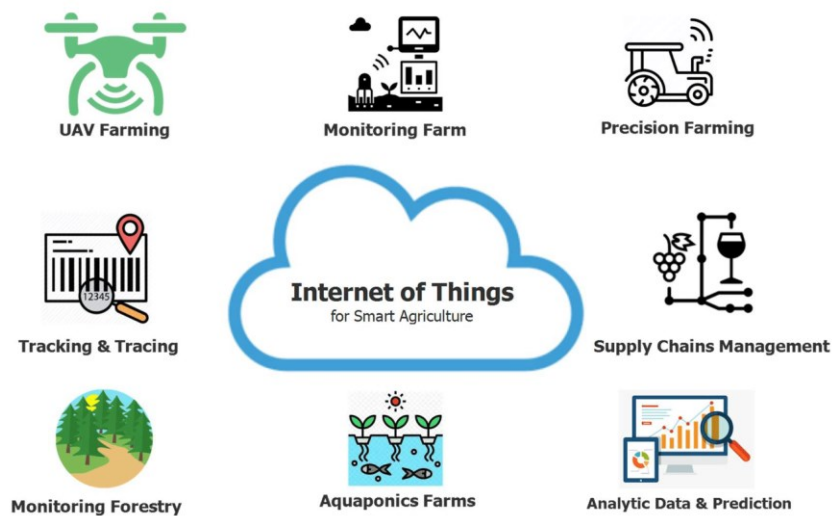 UAV Farming
Monitoring Farm
Precision Farming
Internet of Things
for Smart Agriculture
12345
Tracking & Tracing
Supply Chains Management
Monitoring Forestry
Aquaponics Farms
Analytic Data & Prediction